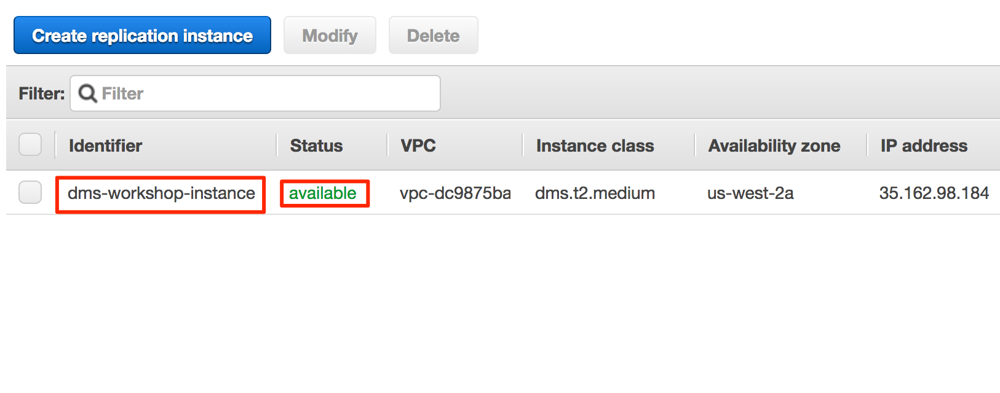 Create replication instance Modify Delete
Filter: Filter
Identifier Status VPC Instance class Availability zone IP address
dms-workshop-instance available vpc-dc9875ba dms.t2.medium us-west-2a 35.162.98.184